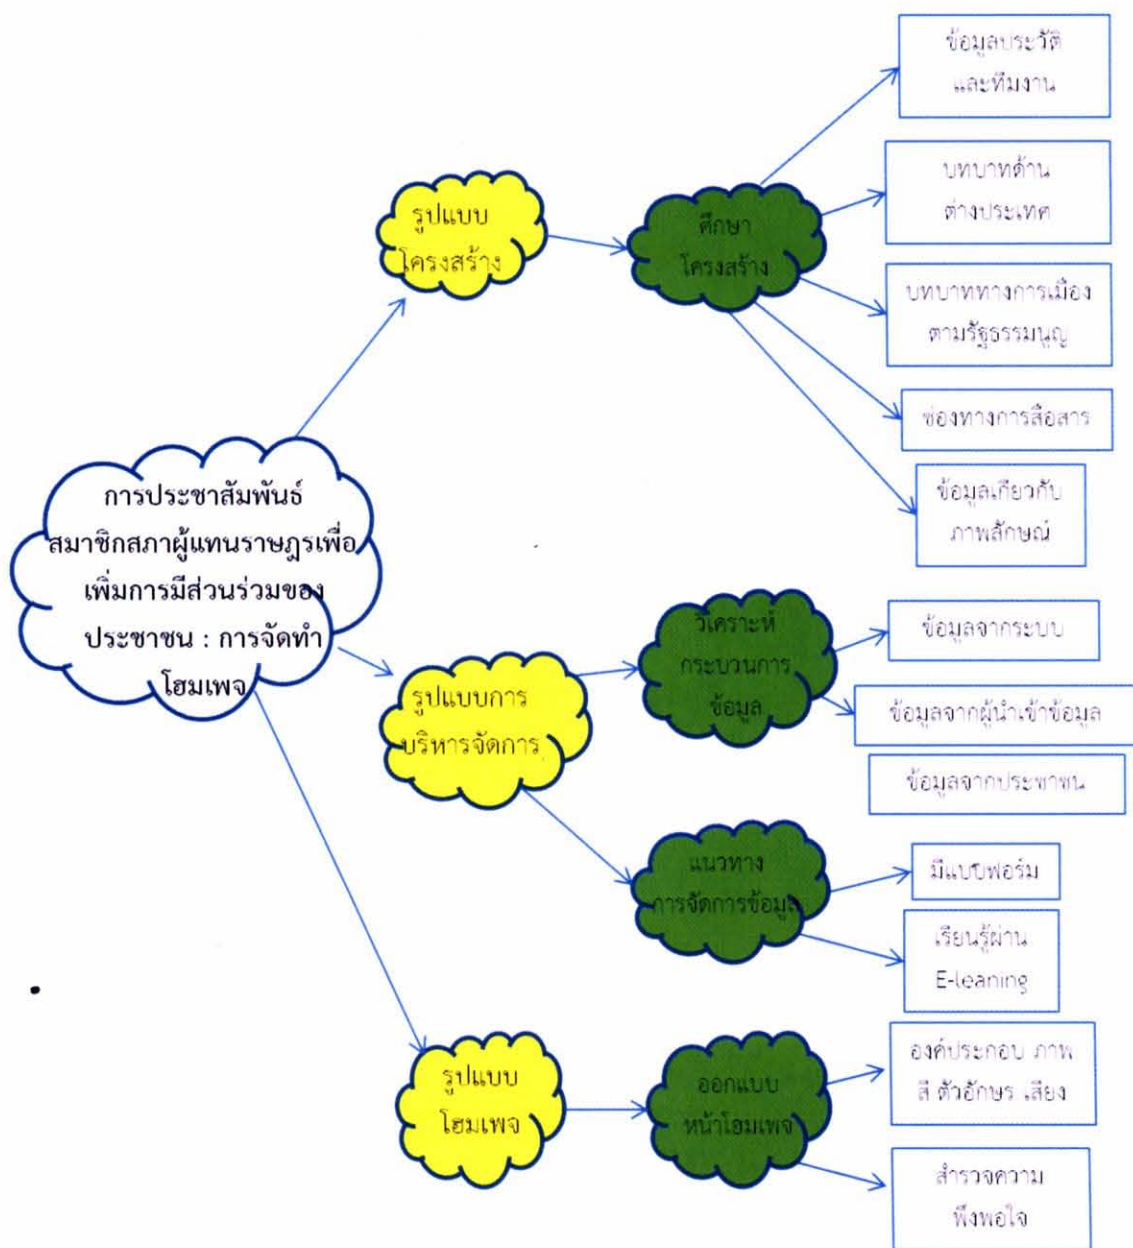 การประชาสัมพันธ์
สมาชิกสภาผู้แทนราษฎรเพื่อ
เพิ่มการมีส่วนร่วมของ
ประชาชน : การจัดทำ
โฮมเพจ
รูปแบบ
โครงสร้าง
ศึกษา
โครงสร้าง
ข้อมูลประวัติ
และทีมงาน
บทบาทด้าน
ต่างประเทศ
บทบาททางการเมือง
ตามรัฐธรรมนูญ
ช่องทางการสื่อสาร
ข้อมูลเกี่ยวกับ
ภาพลักษณ์
รูปแบบการ
บริหารจัดการ
วิเคราะห์
กระบวนการ
ข้อมูล
ข้อมูลจากระบบ
ข้อมูลจากผู้นำเข้าข้อมูล
ข้อมูลจากประชาชน
แนวทาง
การจัดการข้อมูล
มีแบบฟอร์ม
เรียนรู้ผ่าน
E-leaning
รูปแบบ
โฮมเพจ
ออกแบบ
หน้าโฮมเพจ
องค์ประกอบ ภาพ
สี ตัวอักษร เสียง
สำรวจความ
พึงพอใจ